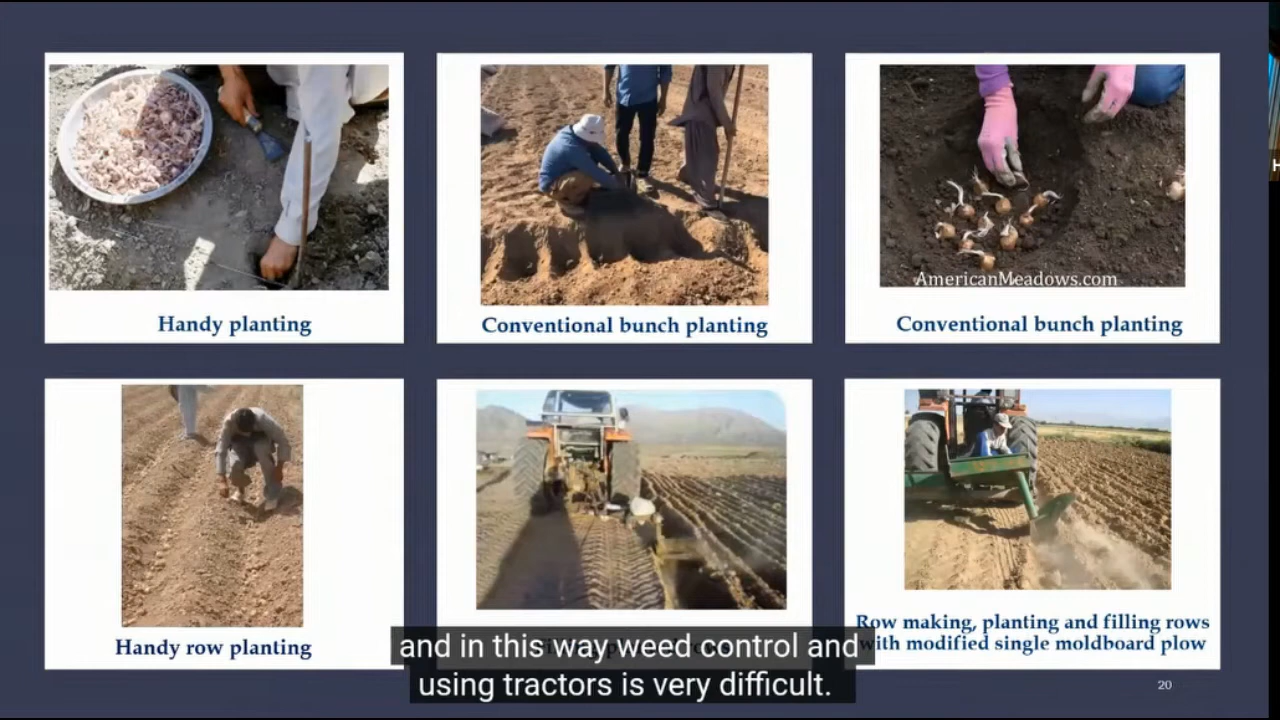 AmericanMeadows.com
Handy planting
Conventional bunch planting
Conventional bunch planting
Handy row planting
Row making, planting and filling rows
with modified single moldboard plow
and in this way weed control and
using tractors is very difficult.
20
H